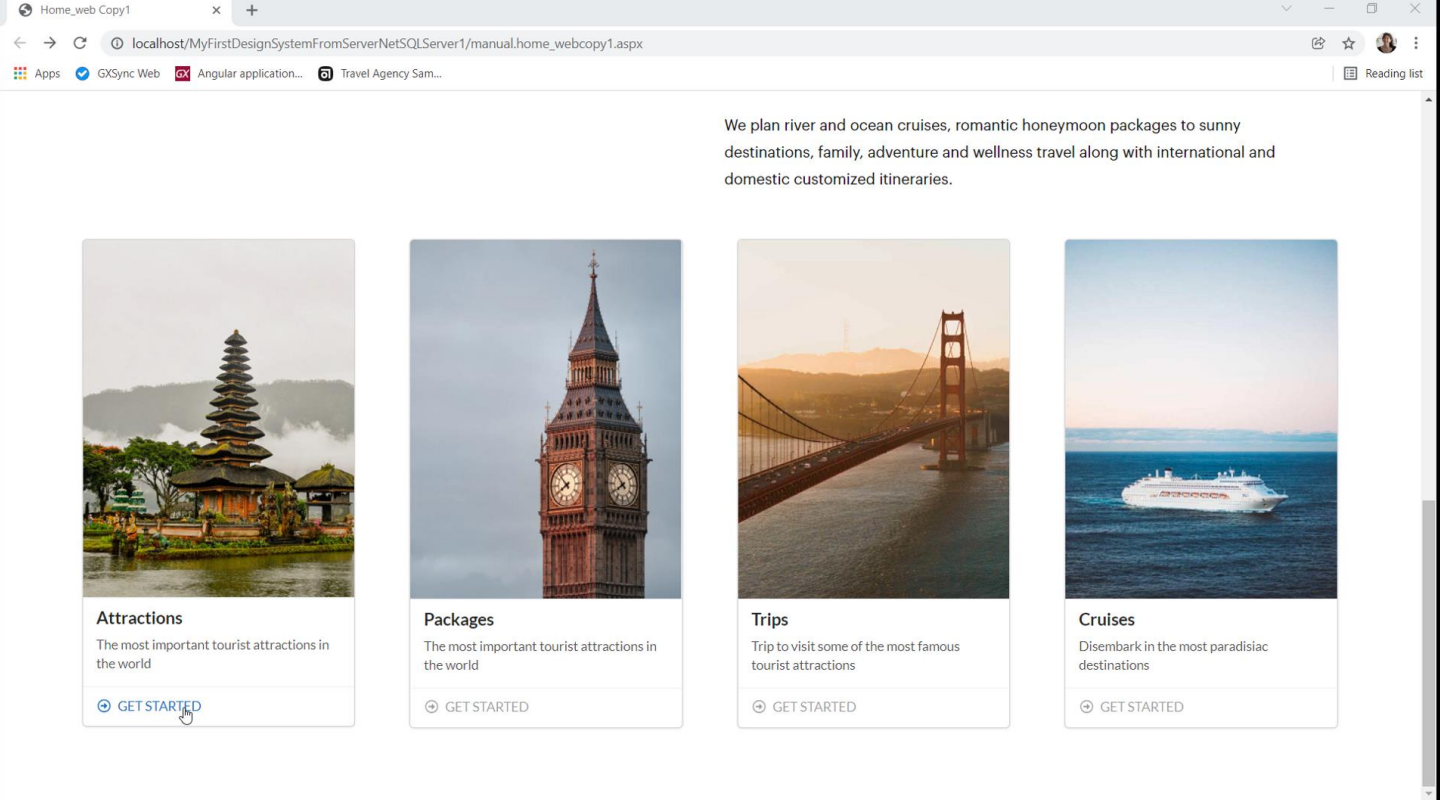 Home_web Copy1
localhost/MyFirstDesignSystemFromServerNetSQLServer1/manual.home_webcopy1.aspx
Apps GXSync Web GX Angular application... Travel Agency Sam... Reading list
We plan river and ocean cruises, romantic honeymoon packages to sunny
destinations, family, adventure and wellness travel along with international and
domestic customized itineraries.
Attractions
The most important tourist attractions in
the world
GET STARTED
Packages
The most important tourist attractions in
the world
GET STARTED
Trips
Trip to visit some of the most famous
tourist attractions
GET STARTED
Cruises
Disembark in the most paradisiac
destinations
GET STARTED